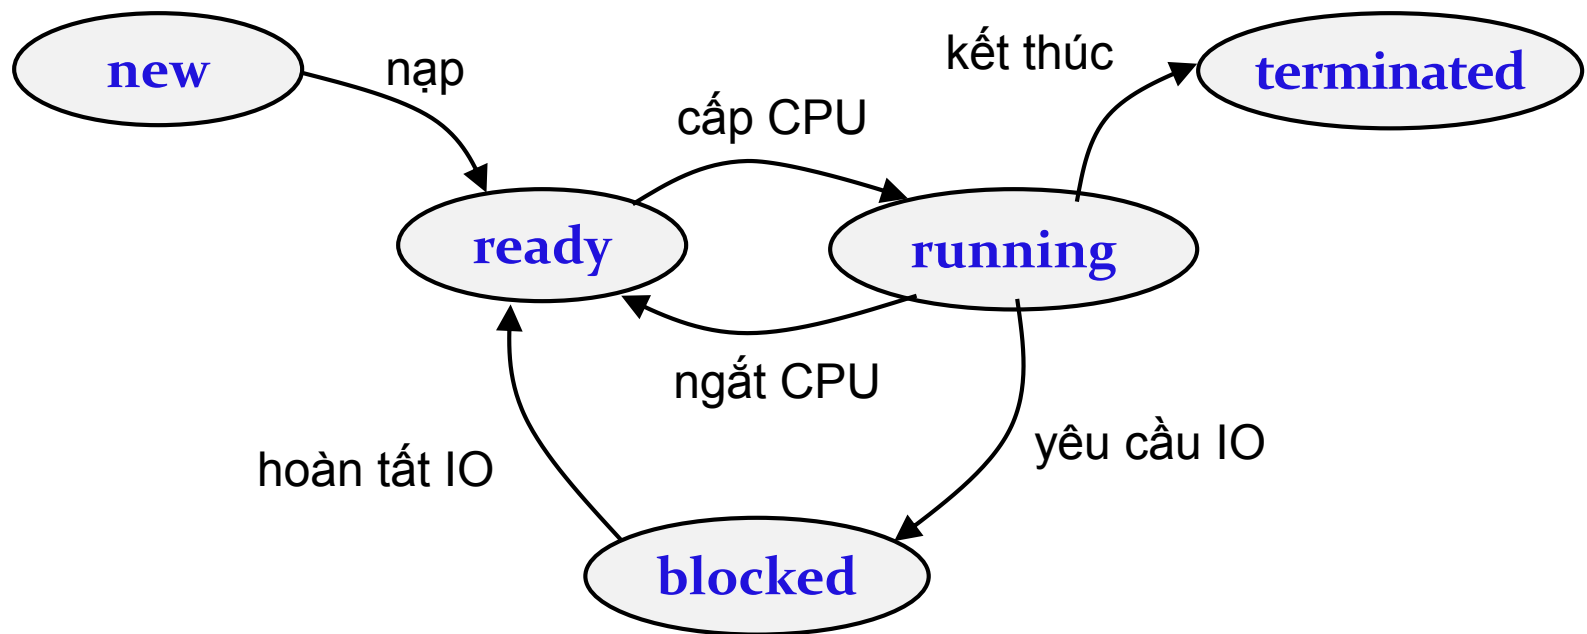 new
nạp
kết thúc
terminated
cấp CPU
ready
running
ngắt CPU
hoàn tất IO
yêu cầu IO
blocked